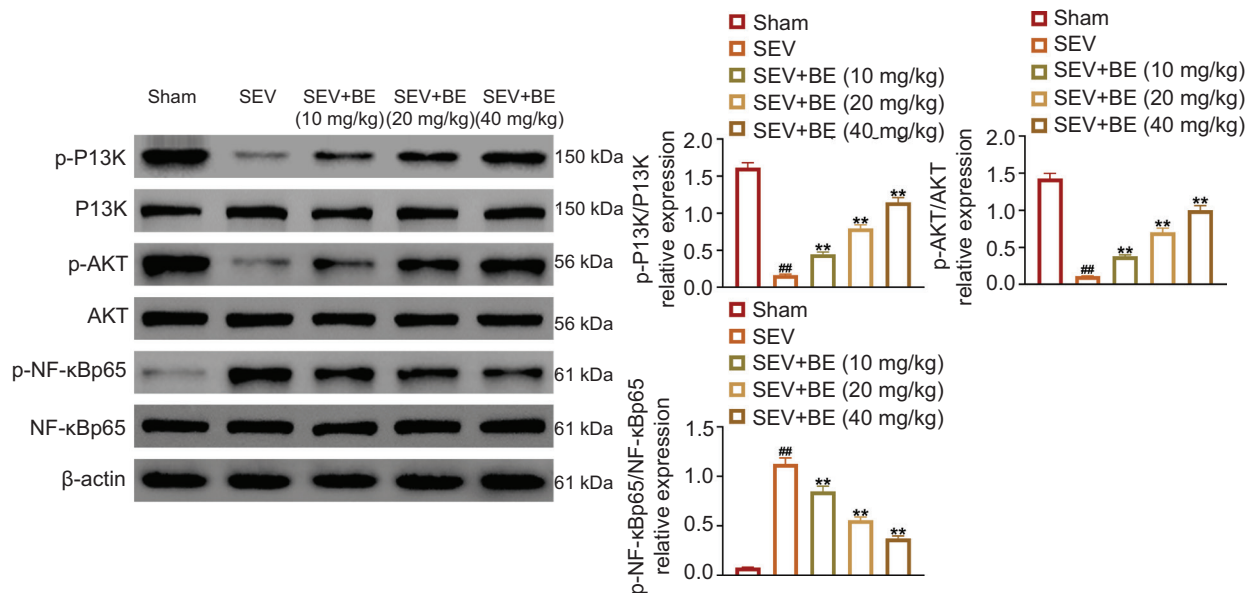 Sham SEV SEV+BE SEV+BE SEV+BE
(10 mg/kg) (20 mg/kg) (40 mg/kg)
p-P13K 150 kDa
P13K 150 kDa
p-AKT 56 kDa
AKT 56 kDa
p-NF-κBp65 61 kDa
NF-κBp65 61 kDa
β-actin 61 kDa
Sham
SEV
SEV+BE (10 mg/kg)
SEV+BE (20 mg/kg)
SEV+BE (40 mg/kg)
p-P13K/P13K
relative expression
2.0
1.5
1.0
0.5
0.0
##
**
**
**
Sham
SEV
SEV+BE (10 mg/kg)
SEV+BE (20 mg/kg)
SEV+BE (40 mg/kg)
p-AKT/AKT
relative expression
2.0
1.5
1.0
0.5
0.0
##
**
**
**
Sham
SEV
SEV+BE (10 mg/kg)
SEV+BE (20 mg/kg)
SEV+BE (40 mg/kg)
p-NF-κBp65/NF-κBp65
relative expression
1.5
1.0
0.5
0.0
##
**
**
**